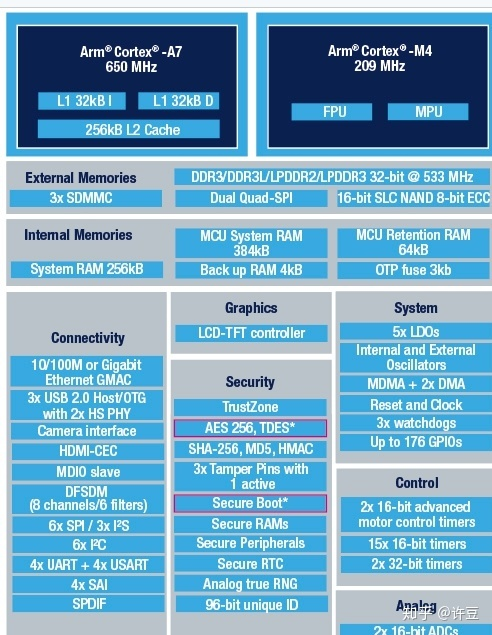 Arm® Cortex® -A7
650 MHz
L1 32kB I
L1 32kB D
256kB L2 Cache
Arm® Cortex® -M4
209 MHz
FPU
MPU
External Memories
DDR3/DDR3L/LPDDR2/LPDDR3 32-bit @ 533 MHz
3x SDMMC
Dual Quad-SPI
16-bit SLC NAND 8-bit ECC
Internal Memories
MCU System RAM
384kB
MCU Retention RAM
64kB
System RAM 256kB
Back up RAM 4kB
OTP fuse 3kb
Connectivity
10/100M or Gigabit
Ethernet GMAC
3x USB 2.0 Host/OTG
with 2x HS PHY
Camera interface
HDMI-CEC
MDIO slave
DFSDM
(8 channels/6 filters)
6x SPI / 3x I²S
6x I²C
4x UART + 4x USART
4x SAI
SPDIF
Graphics
LCD-TFT controller
Security
TrustZone
AES 256, TDES*
SHA-256, MD5, HMAC
3x Tamper Pins with
1 active
Secure Boot*
Secure RAMs
Secure Peripherals
Secure RTC
Analog true RNG
96-bit unique ID
System
5x LDOs
Internal and External
Oscillators
MDMA + 2x DMA
Reset and Clock
3x watchdogs
Up to 176 GPIOs
Control
2x 16-bit advanced
motor control timers
15x 16-bit timers
2x 32-bit timers
Analog
2x 16-bit ADCs
知乎 @许豆